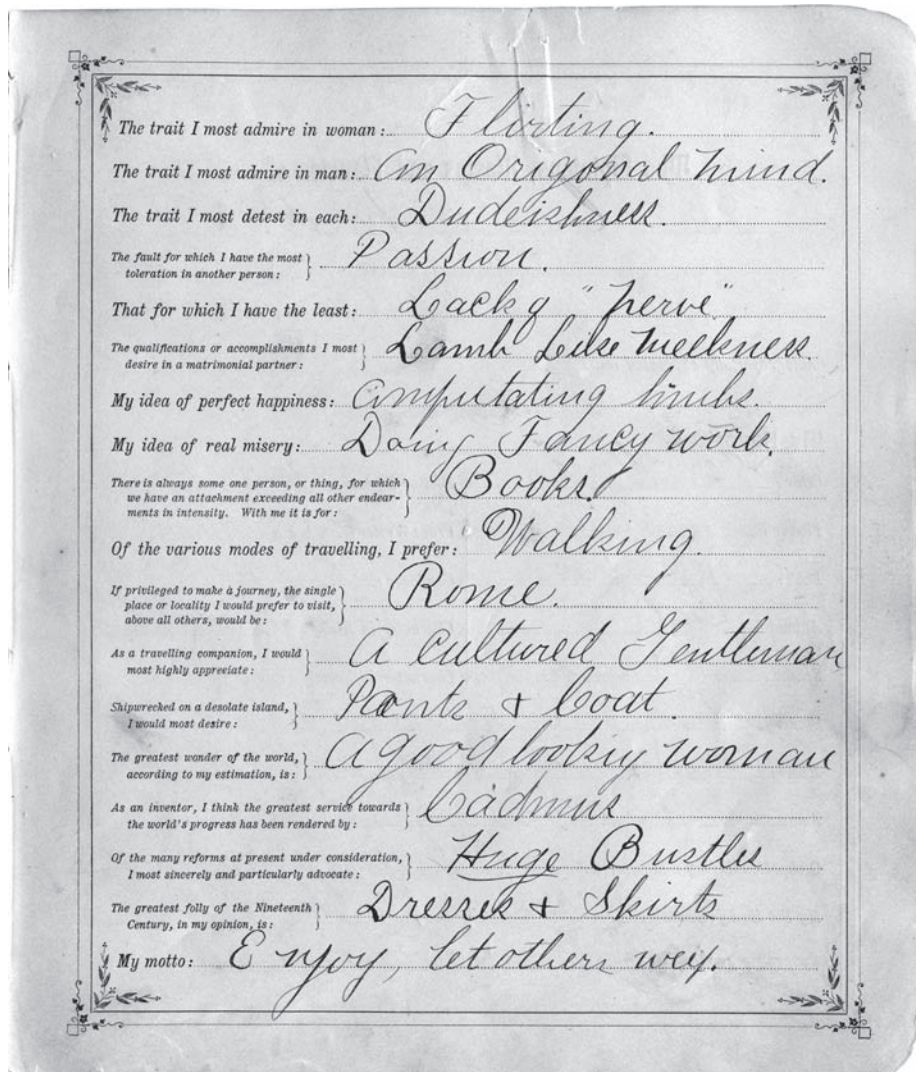 The trait I most admire in woman: Flirting.
The trait I most admire in man: An Origonal mind.
The trait I most detest in each: Dudeishness.
The fault for which I have the most
toleration in another person: } Passion.
That for which I have the least: Lack of "nerve"
The qualifications or accomplishments I most
desire in a matrimonial partner: } Lamb Like Meekness.
My idea of perfect happiness: Amputating limbs.
My idea of real misery: Doing Fancy work.
There is always some one person, or thing, for which
we have an attachment exceeding all other endear-
ments in intensity. With me it is for: } Books.
Of the various modes of travelling, I prefer: Walking.
If privileged to make a journey, the single
place or locality I would prefer to visit,
above all others, would be: } Rome.
As a travelling companion, I would
most highly appreciate: } A cultured Gentleman
Shipwrecked on a desolate island,
I would most desire: } Pants & Coat.
The greatest wonder of the world,
according to my estimation, is: } A good looking woman
As an inventor, I think the greatest service towards
the world's progress has been rendered by: } Cadmus
Of the many reforms at present under consideration,
I most sincerely and particularly advocate: } Huge Bustles
The greatest folly of the Nineteenth
Century, in my opinion, is: } Dresses & Skirts
My motto: Enjoy, let others